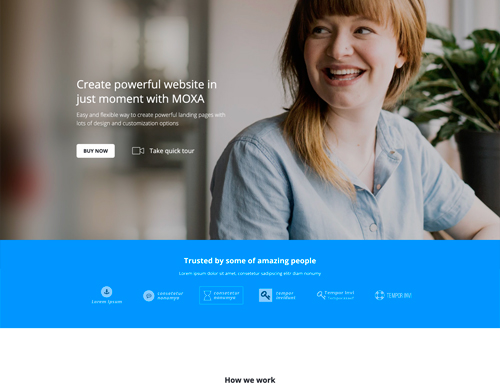 Create powerful website in
just moment with MOXA
Easy and flexible way to create powerful landing pages with
lots of design and customization options
BUY NOW
Take quick tour
Trusted by some of amazing people
Lorem ipsum dolor sit amet, consetetur sadipscing elitr diam nonumy
Lorem ipsum
consetetur
nonumye
consetetur
nonumye
tempor
invidunt
Tempor Invt
TEMPOR INVT
How we work